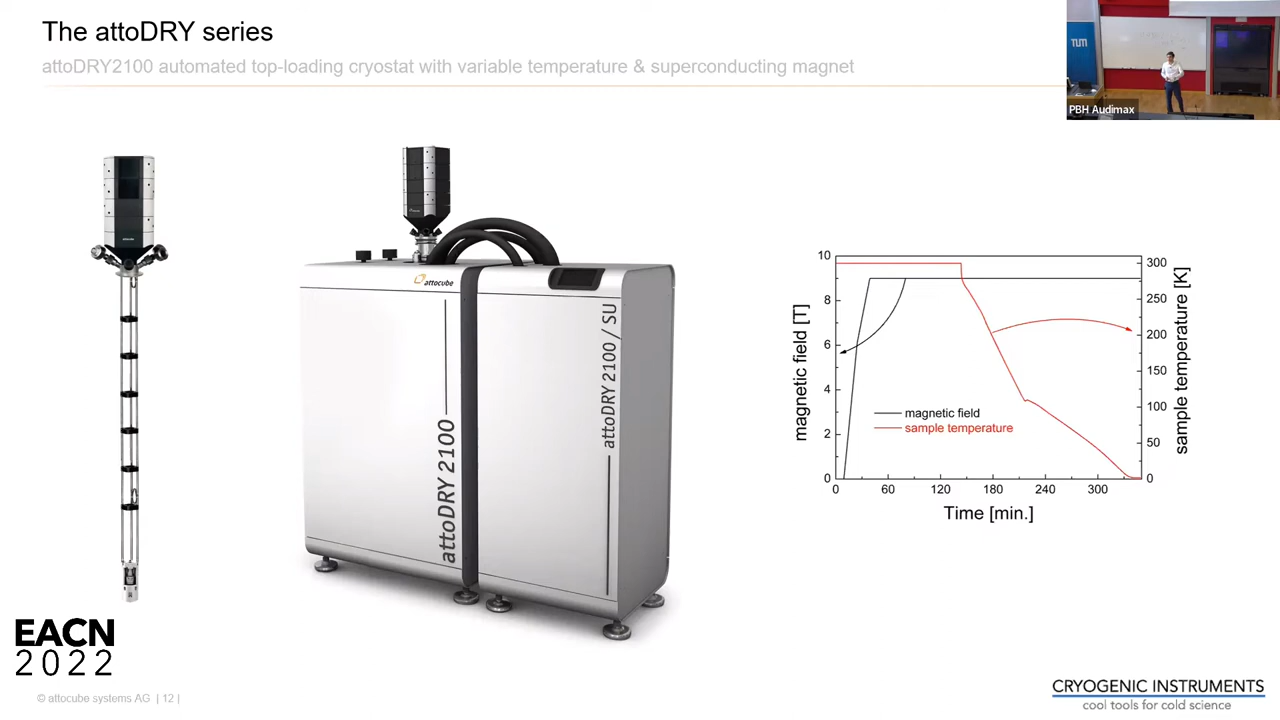 The attoDRY series
attoDRY2100 automated top-loading cryostat with variable temperature & superconducting magnet
TUM
PBH Audimax
attocube
attoDRY 2100
attoDRY 2100 / SU
10
8
6
4
2
0
magnetic field [T]
300
250
200
150
100
50
0
sample temperature [K]
magnetic field
sample temperature
0 60 120 180 240 300
Time [min.]
EACN
2022
© attocube systems AG | 12 |
CRYOGENIC INSTRUMENTS
cool tools for cold science